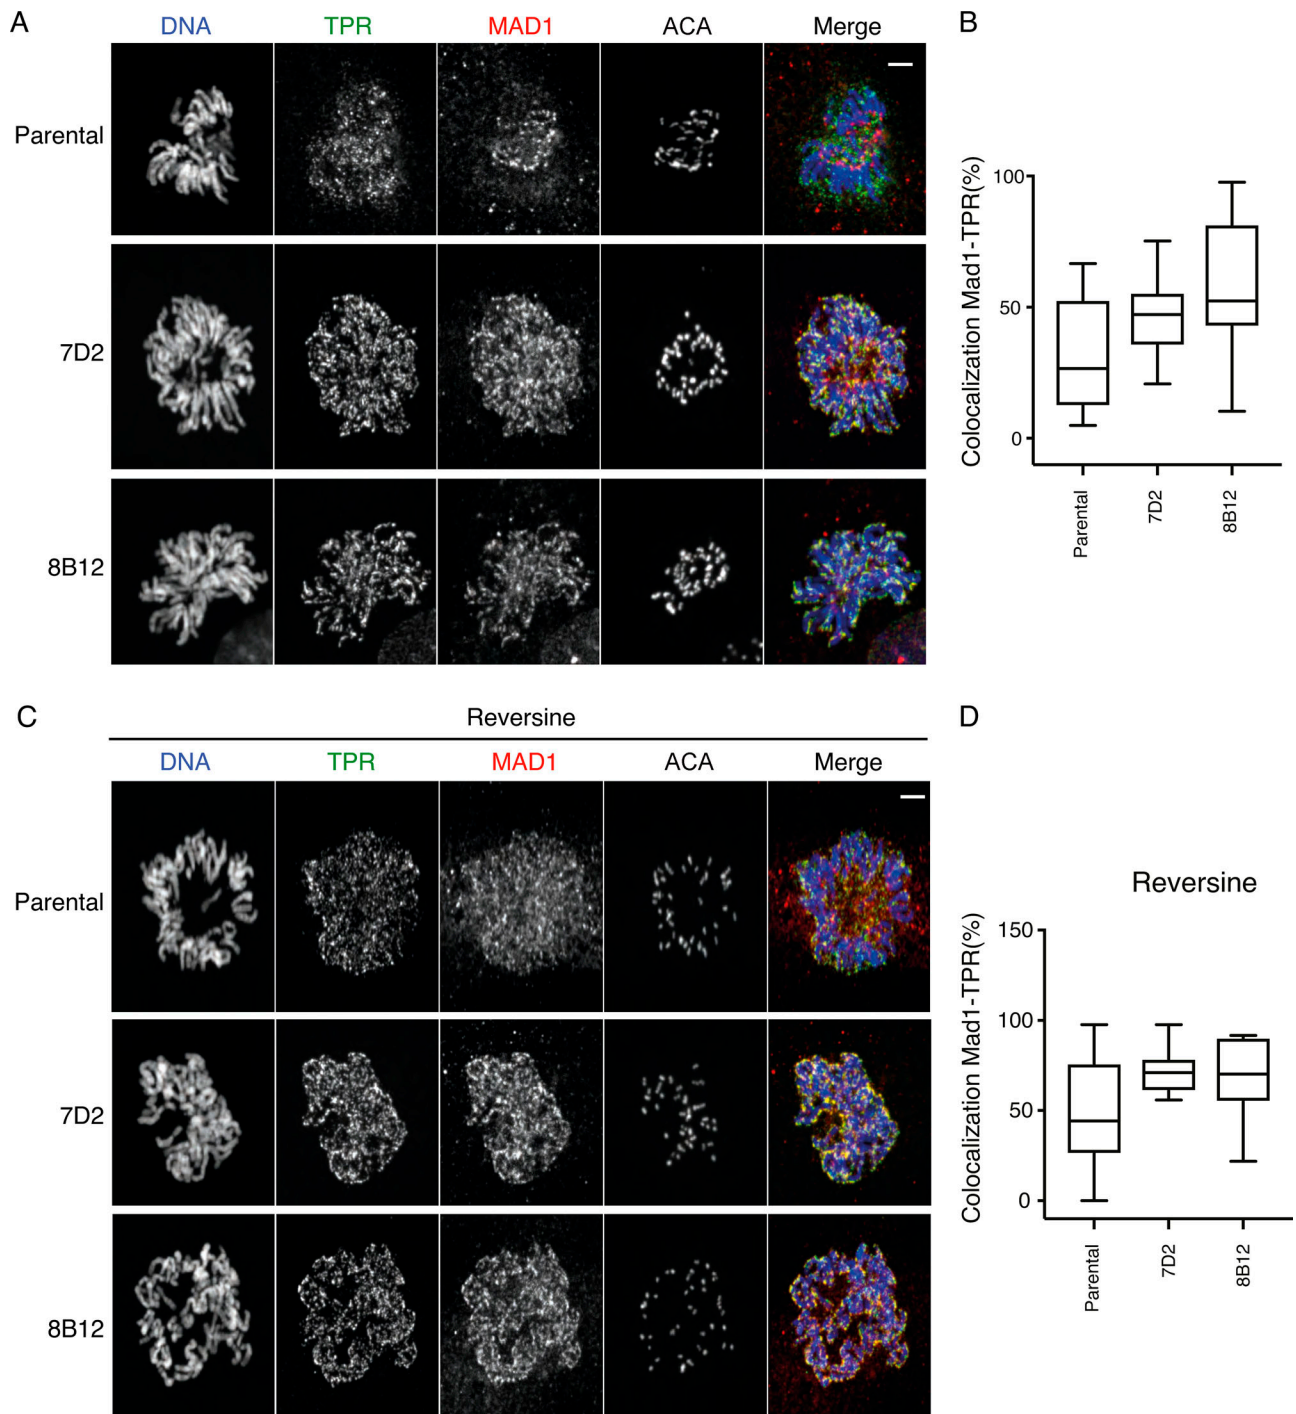 A
DNA TPR MAD1 ACA Merge
Parental
7D2
8B12
B
Colocalization Mad1-TPR(%)
100
50
0
Parental
7D2
8B12
C
Reversine
DNA TPR MAD1 ACA Merge
Parental
7D2
8B12
D
Reversine
Colocalization Mad1-TPR(%)
150
100
50
0
Parental
7D2
8B12